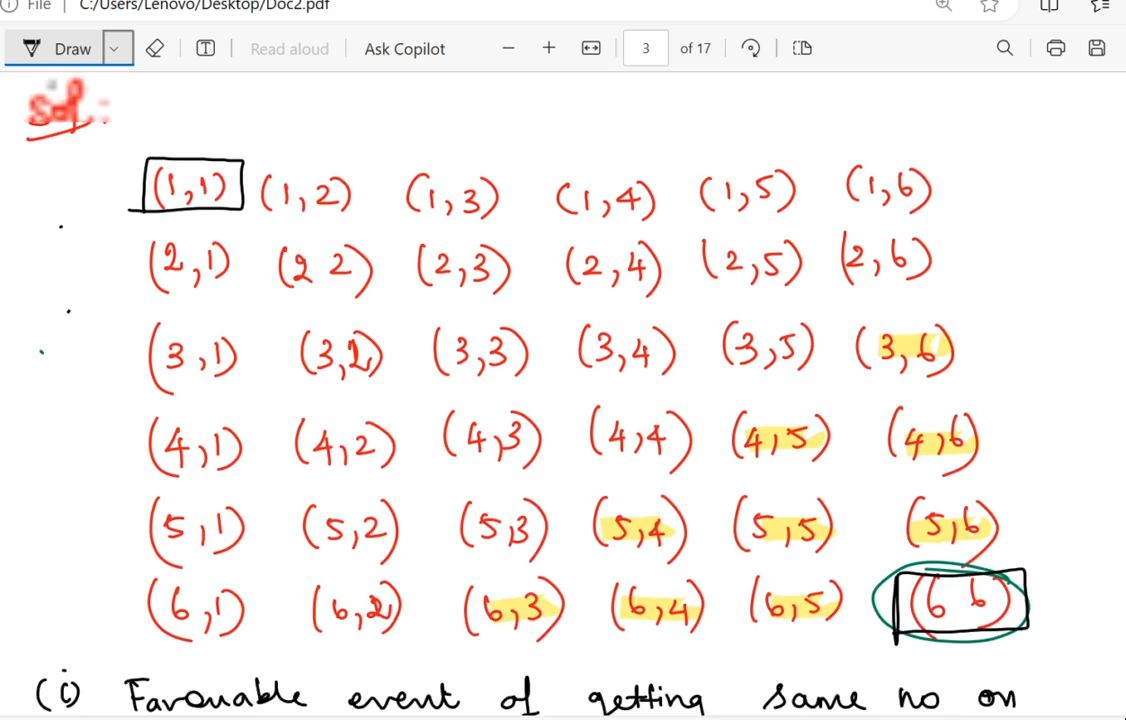 File | C:/Users/Lenovo/Desktop/Doc2.pdf
Draw Read aloud Ask Copilot 3 of 17
Sol:
(1,1) (1,2) (1,3) (1,4) (1,5) (1,6)
(2,1) (2 2) (2,3) (2,4) (2,5) (2,6)
(3,1) (3,2) (3,3) (3,4) (3,5) (3,6)
(4,1) (4,2) (4,3) (4,4) (4,5) (4,6)
(5,1) (5,2) (5,3) (5,4) (5,5) (5,6)
(6,1) (6,2) (6,3) (6,4) (6,5) (6 6)
(i) Favouable event of getting same no on